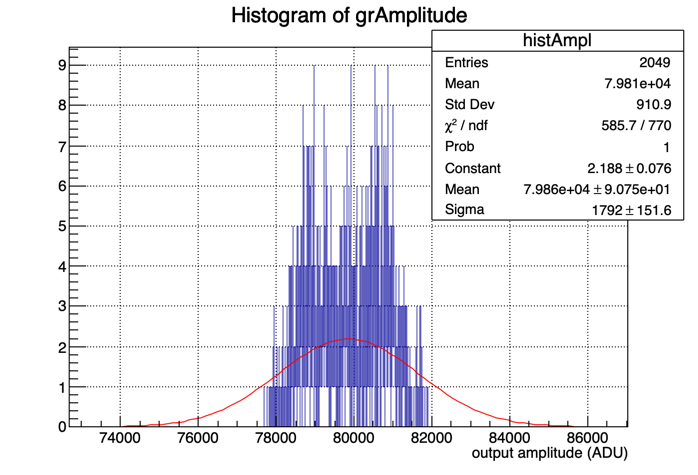 Histogram of grAmplitude
histAmpl
Entries 2049
Mean 7.981e+04
Std Dev 910.9
χ² / ndf 585.7 / 770
Prob 1
Constant 2.188 ± 0.076
Mean 7.986e+04 ± 9.075e+01
Sigma 1792 ± 151.6
9
8
7
6
5
4
3
2
1
0
74000 76000 78000 80000 82000 84000 86000
output amplitude (ADU)